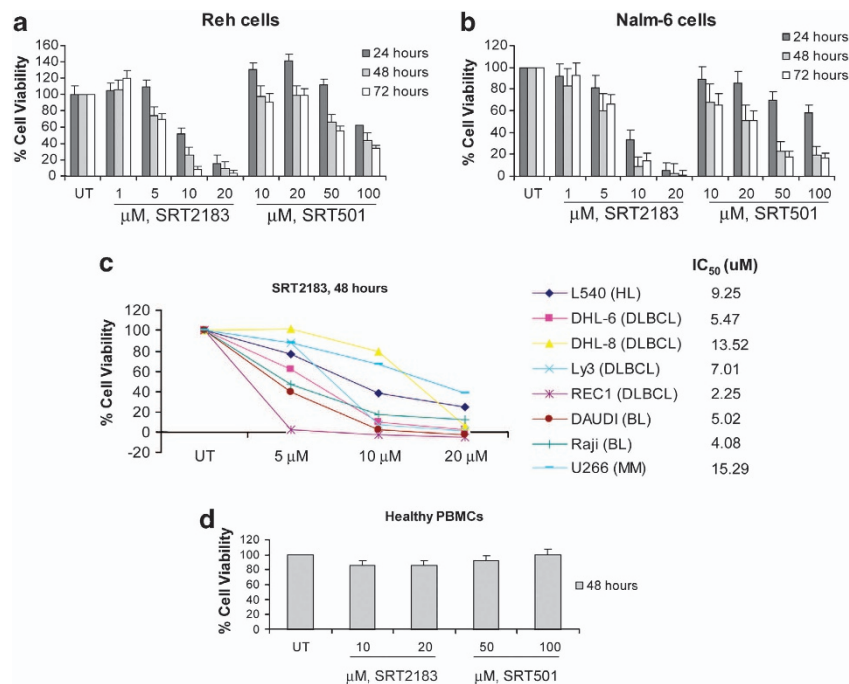 a
Reh cells
% Cell Viability
160
140
120
100
80
60
40
20
0
24 hours
48 hours
72 hours
UT 1 5 10 20 10 20 50 100
µM, SRT2183 µM, SRT501
b
Nalm-6 cells
% Cell Viability
120
100
80
60
40
20
0
24 hours
48 hours
72 hours
UT 1 5 10 20 10 20 50 100
µM, SRT2183 µM, SRT501
c
SRT2183, 48 hours
% Cell Viability
120
100
80
60
40
20
0
-20
UT 5 µM 10 µM 20 µM
IC50 (uM)
L540 (HL) 9.25
DHL-6 (DLBCL) 5.47
DHL-8 (DLBCL) 13.52
Ly3 (DLBCL) 7.01
REC1 (DLBCL) 2.25
DAUDI (BL) 5.02
Raji (BL) 4.08
U266 (MM) 15.29
d
Healthy PBMCs
% Cell Viability
120
100
80
60
40
20
0
48 hours
UT 10 20 50 100
µM, SRT2183 µM, SRT501